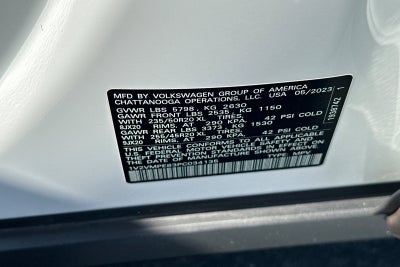 MFD BY VOLKSWAGEN GROUP OF AMERICA
CHATTANOOGA OPERATIONS, LLC. USA 05/2023
GVWR LBS 5798, KG 2630
GAWR FRONT LBS 2535, KG 1150
WITH 235/50R20 XL TIRES,
8JX20 RIMS, AT 290 KPA, 42 PSI COLD
GAWR REAR LBS 3373 KG 1530
WITH 255/45R20 TIRES,
9JX20 RIMS, AT 290 KPA, 42 PSI COLD
THIS VEHICLE CONFORMS TO ALL APPLICABLE
U.S. FEDERAL MOTOR VEHICLE SAFETY AND
THEFT PREVENTION STANDARDS IN EFFECT ON
THE DATE OF MANUFACTURE SHOWN ABOVE.
TYPE: MPV